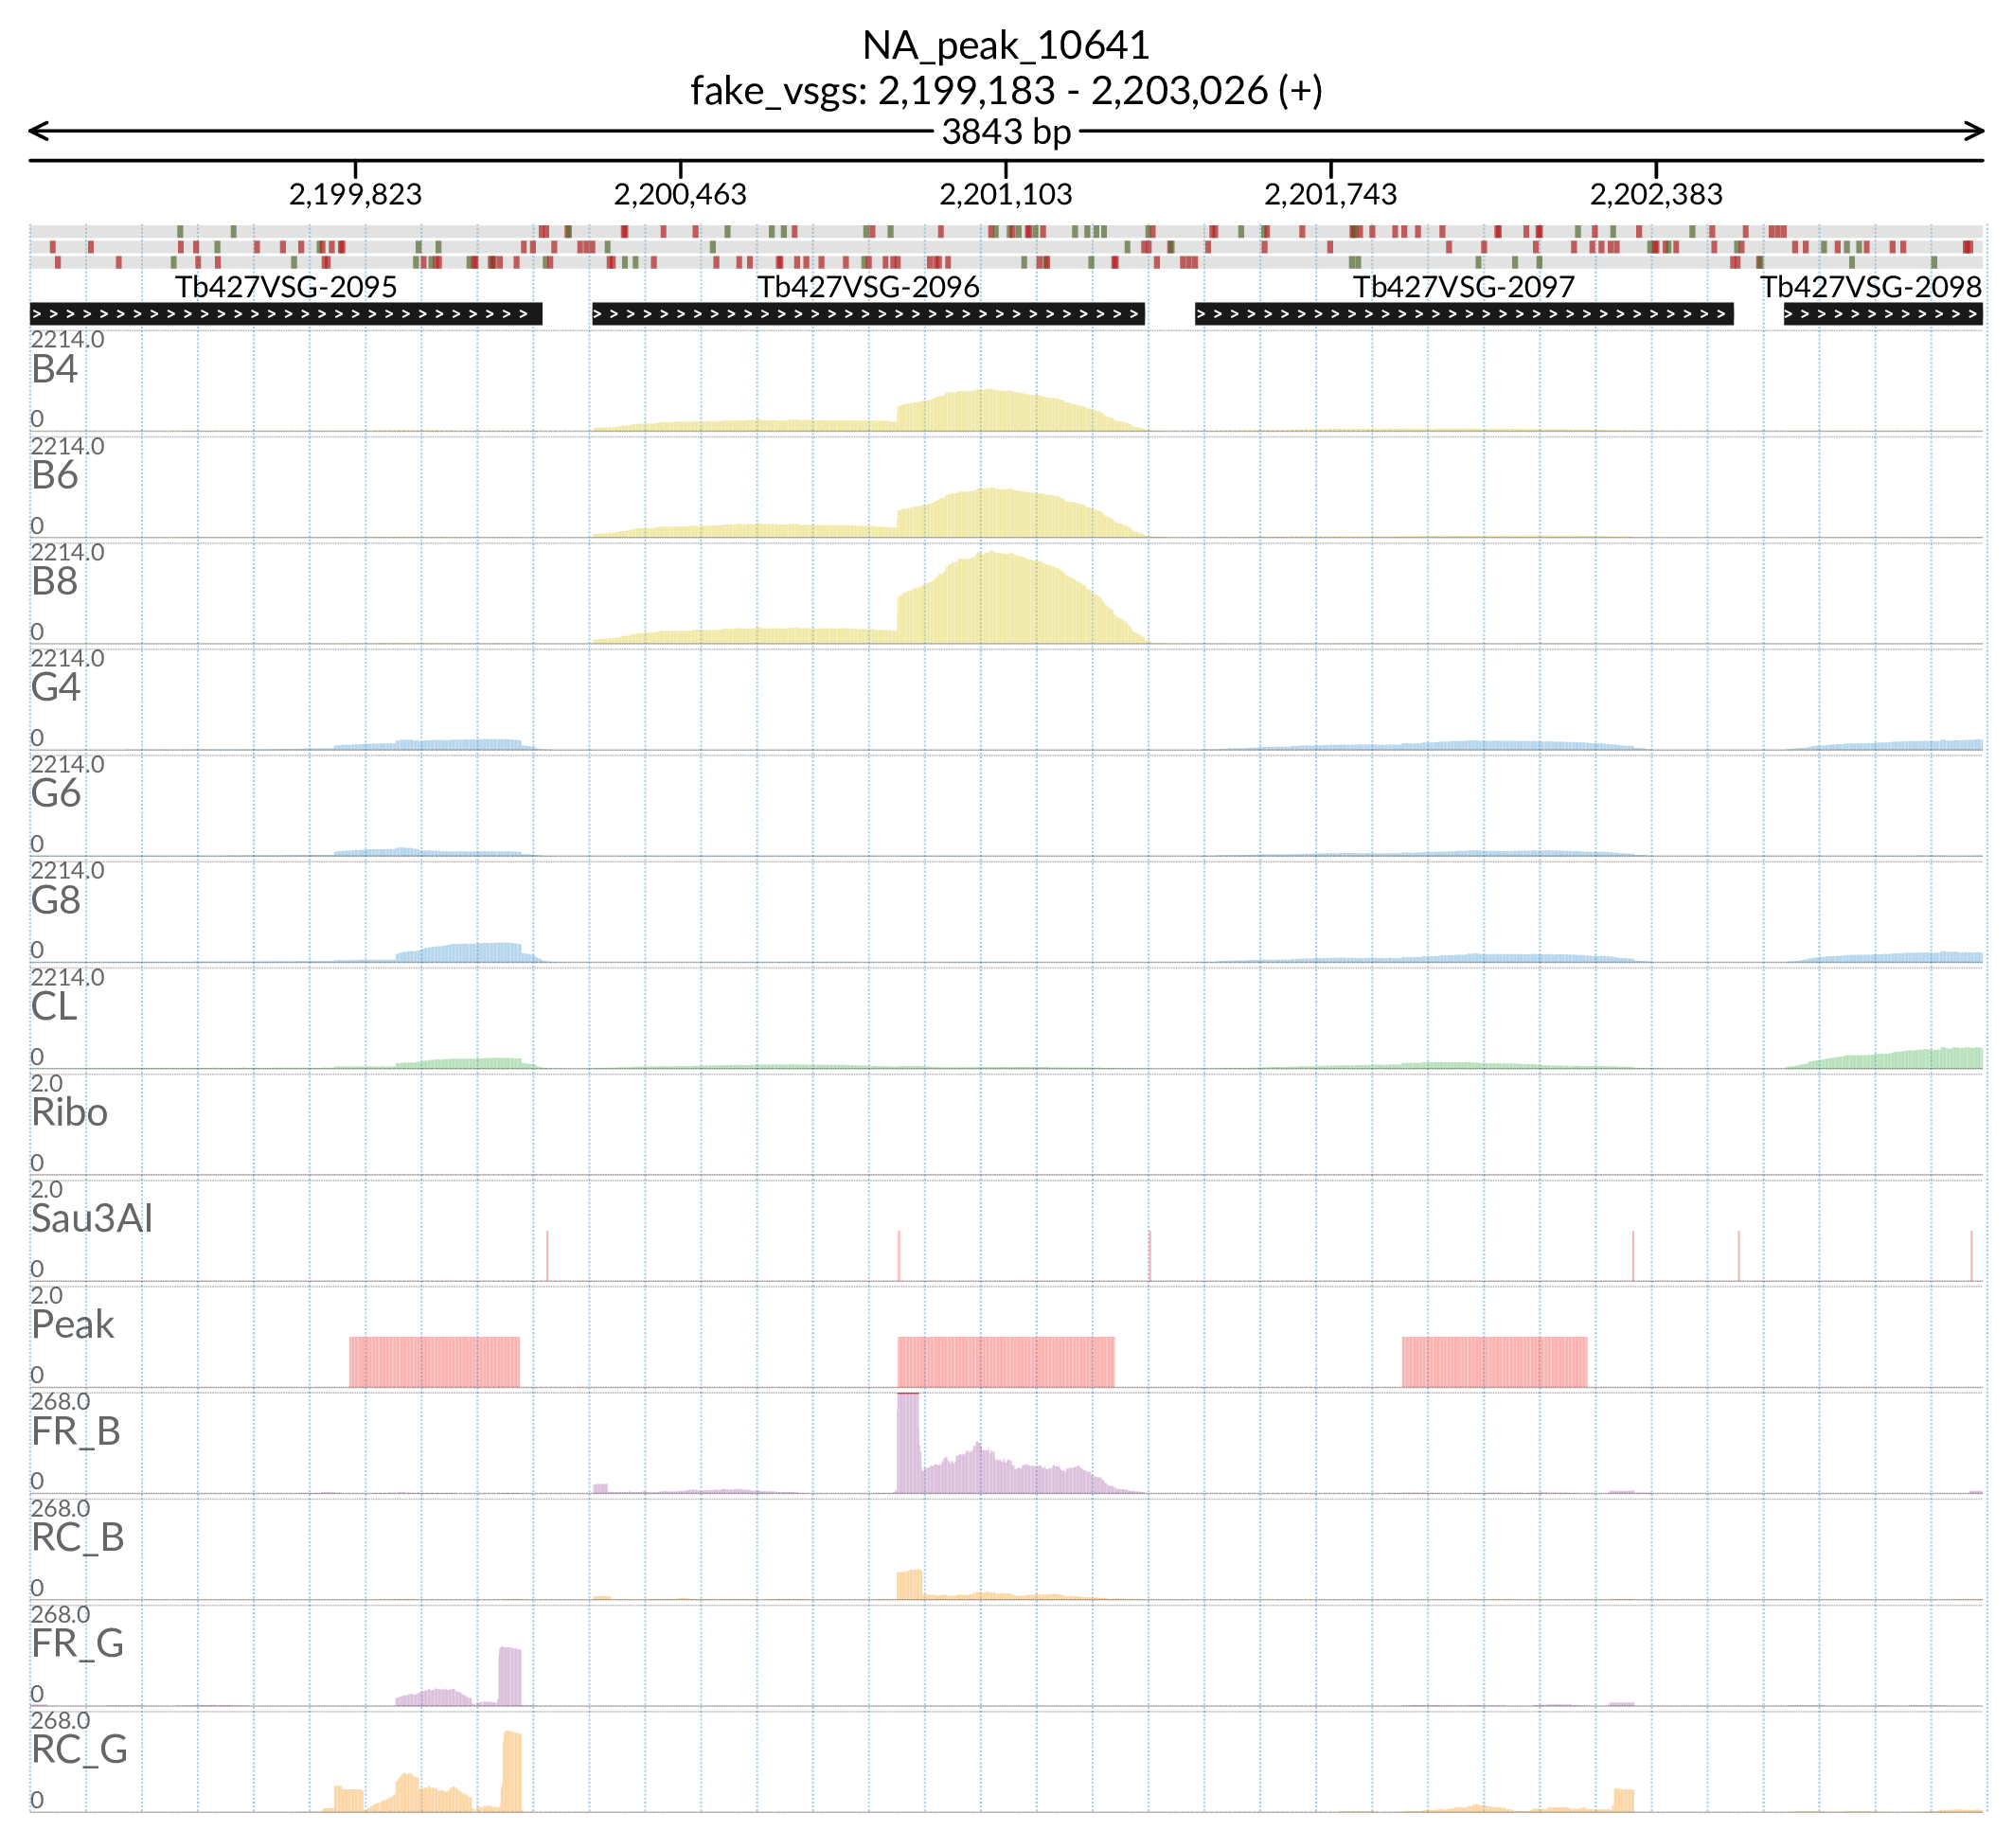 NA_peak_10641
fake_vsgs: 2,199,183 - 2,203,026 (+)
3843 bp
2,199,823 2,200,463 2,201,103 2,201,743 2,202,383
Tb427VSG-2095 Tb427VSG-2096 Tb427VSG-2097 Tb427VSG-2098
2214.0
B4
0
2214.0
B6
0
2214.0
B8
0
2214.0
G4
0
2214.0
G6
0
2214.0
G8
0
2214.0
CL
0
2.0
Ribo
0
2.0
Sau3AI
0
2.0
Peak
0
268.0
FR_B
0
268.0
RC_B
0
268.0
FR_G
0
268.0
RC_G
0